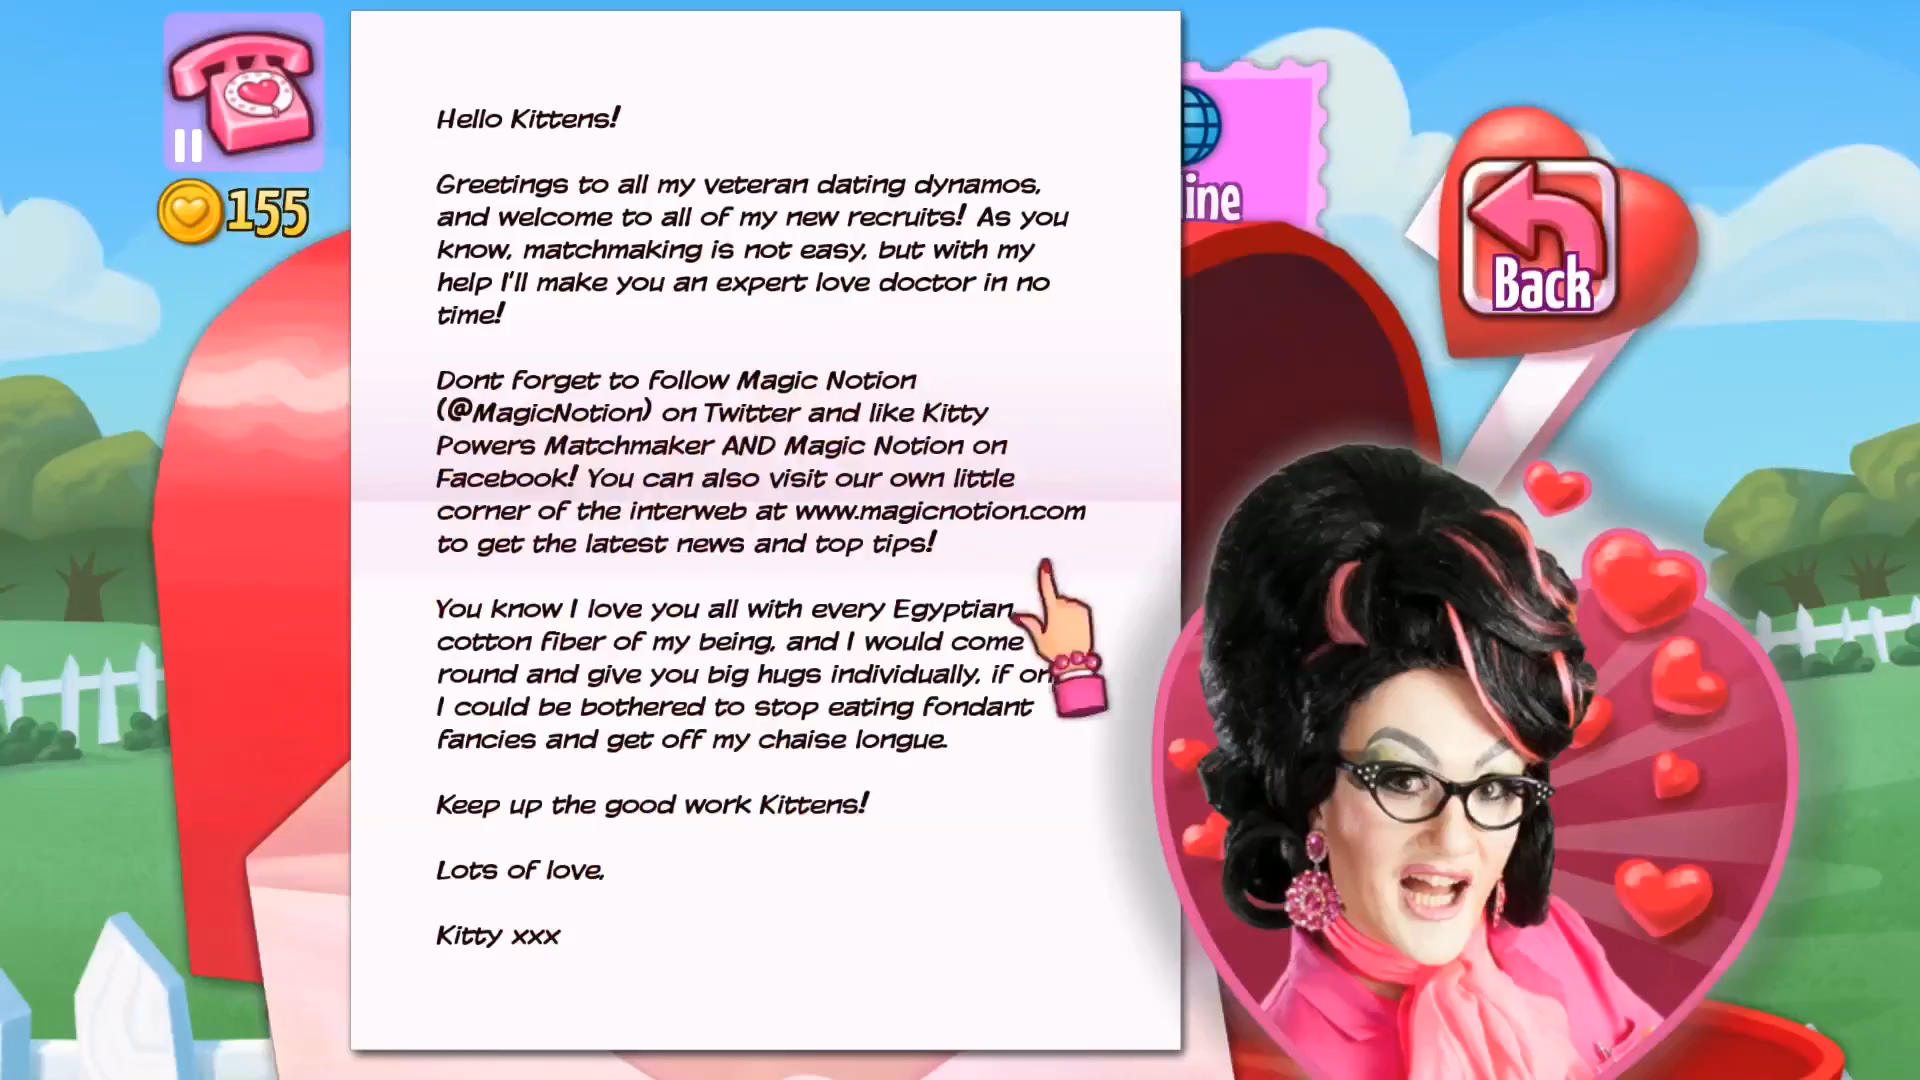 155
Hello Kittens!
Greetings to all my veteran dating dynamos,
and welcome to all of my new recruits! As you
know, matchmaking is not easy, but with my
help I'll make you an expert love doctor in no
time!
Dont forget to follow Magic Notion
(@MagicNotion) on Twitter and like Kitty
Powers Matchmaker AND Magic Notion on
Facebook! You can also visit our own little
corner of the interweb at www.magicnotion.com
to get the latest news and top tips!
You know I love you all with every Egyptian
cotton fiber of my being, and I would come
round and give you big hugs individually, if
I could be bothered to stop eating fondant
fancies and get off my chaise longue.
Keep up the good work Kittens!
Lots of love,
Kitty xxx
Back